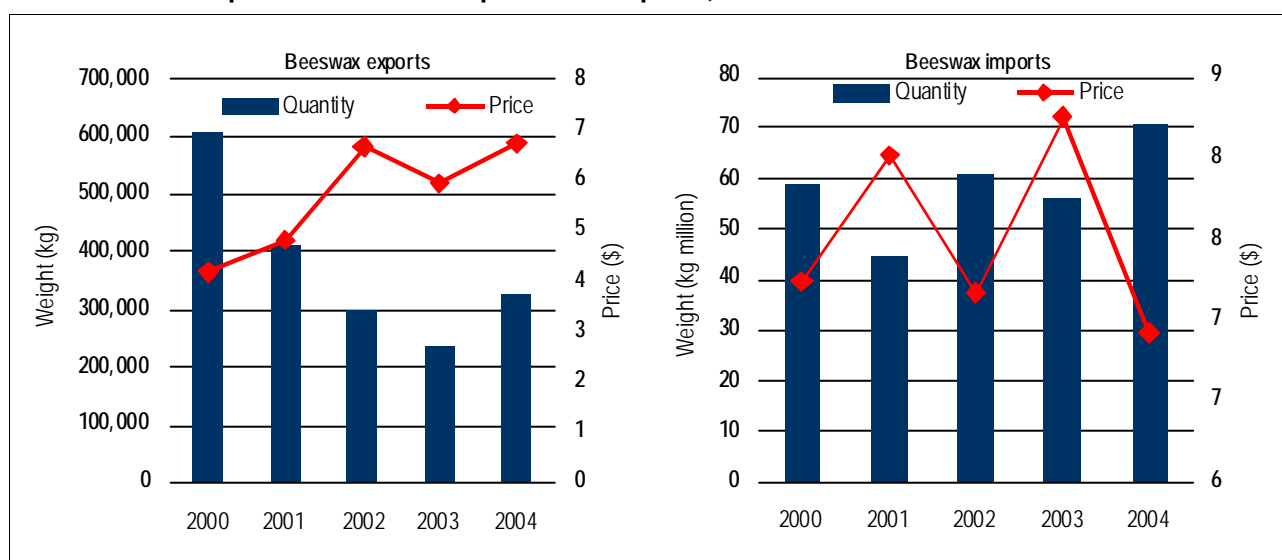 Beeswax exports
Quantity
Price
700,000
600,000
500,000
400,000
300,000
200,000
100,000
0
Weight (kg)
8
7
6
5
4
3
2
1
0
Price ($)
2000 2001 2002 2003 2004
Beeswax imports
Quantity
Price
80
70
60
50
40
30
20
10
0
Weight (kg million)
9
8
8
7
7
6
Price ($)
2000 2001 2002 2003 2004